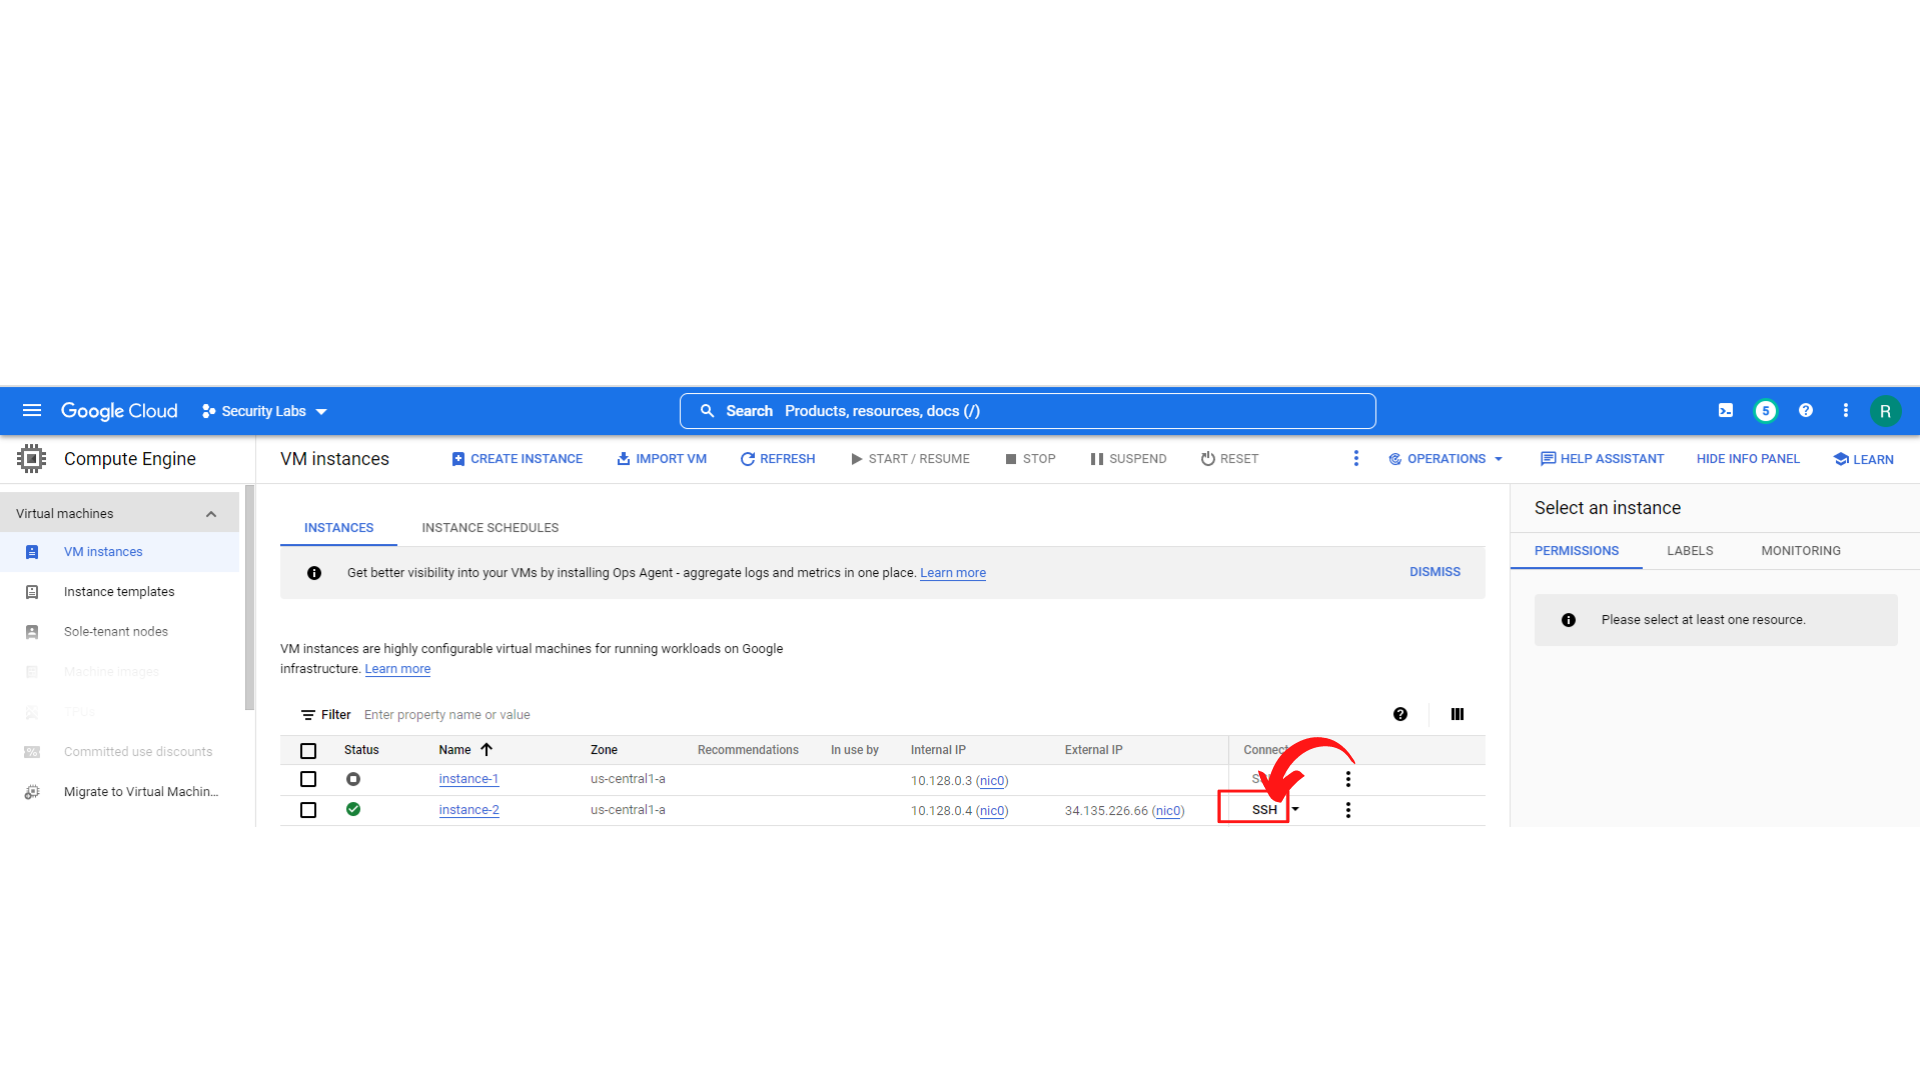 Google Cloud Security Labs Search Products, resources, docs (/) 5 R
Compute Engine VM instances CREATE INSTANCE IMPORT VM REFRESH START / RESUME STOP SUSPEND RESET OPERATIONS HELP ASSISTANT HIDE INFO PANEL LEARN
Virtual machines
VM instances
Instance templates
Sole-tenant nodes
Machine images
TPUs
Committed use discounts
Migrate to Virtual Machin...
INSTANCES INSTANCE SCHEDULES
Get better visibility into your VMs by installing Ops Agent - aggregate logs and metrics in one place. Learn more DISMISS
VM instances are highly configurable virtual machines for running workloads on Google
infrastructure. Learn more
Filter Enter property name or value
Status Name Zone Recommendations In use by Internal IP External IP Connect
instance-1 us-central1-a 10.128.0.3 (nic0)
instance-2 us-central1-a 10.128.0.4 (nic0) 34.135.226.66 (nic0) SSH
Select an instance
PERMISSIONS LABELS MONITORING
Please select at least one resource.